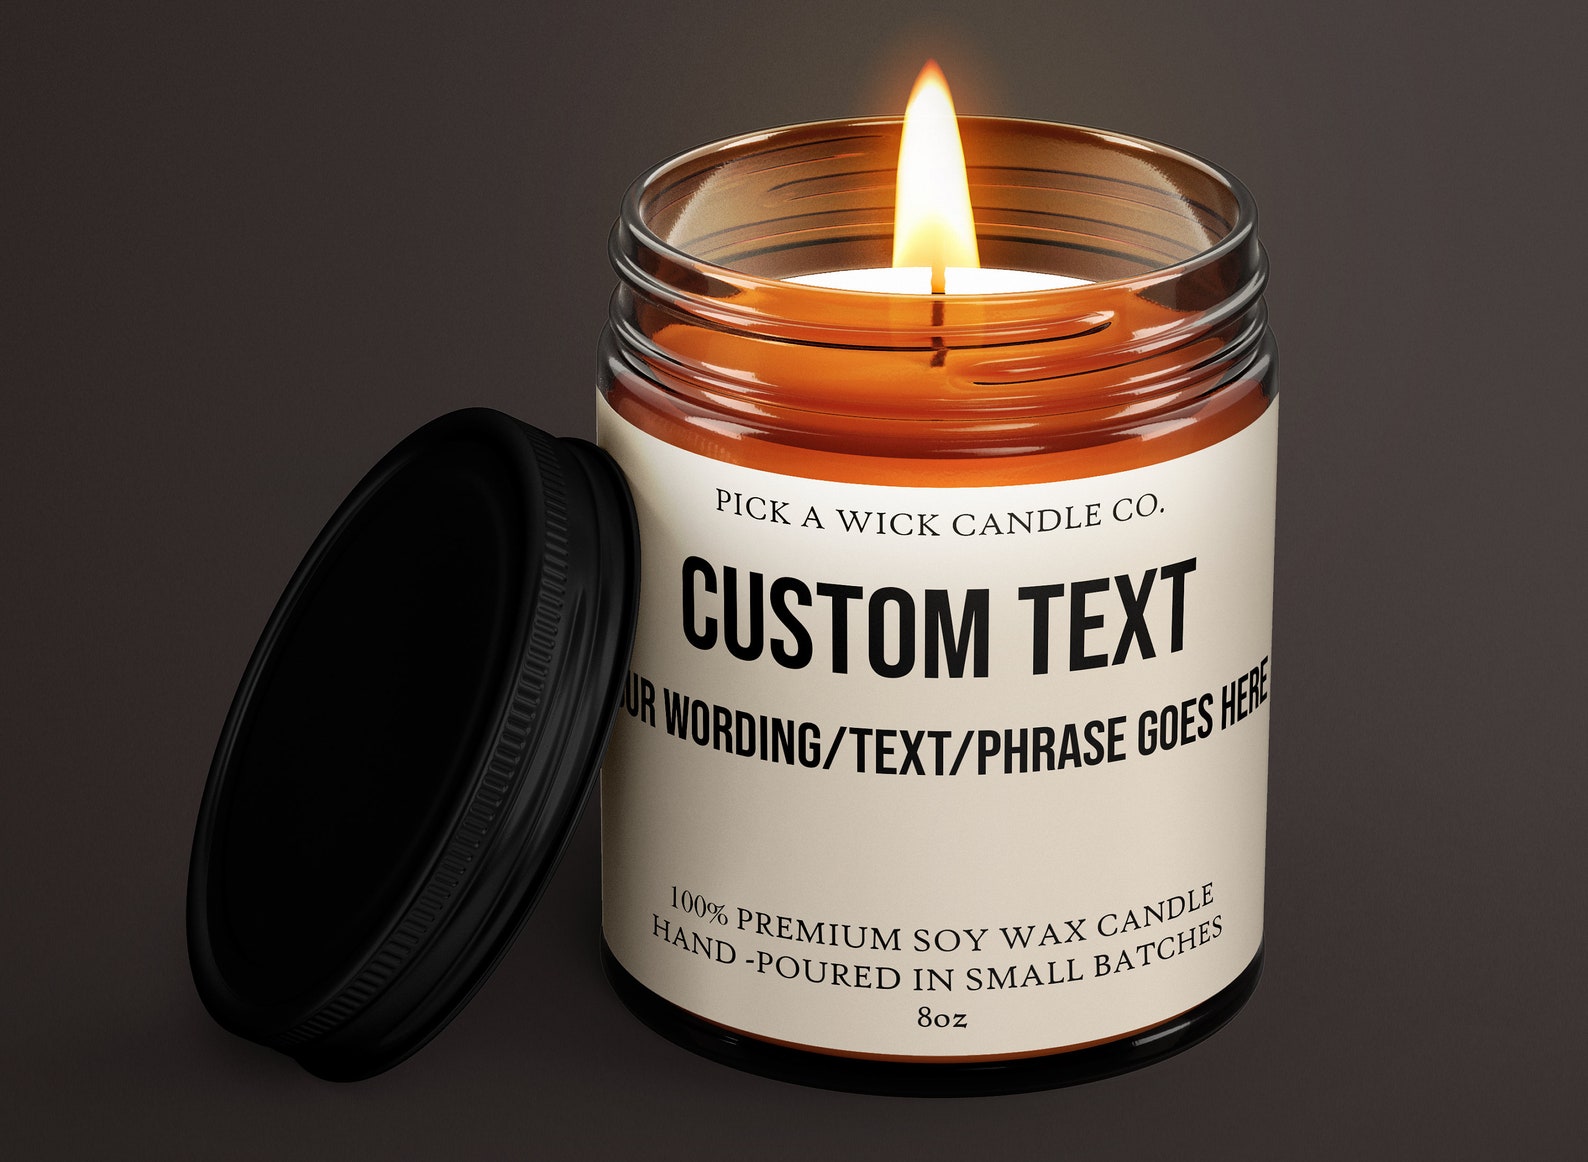 PICK A WICK CANDLE CO.
CUSTOM TEXT
WORDING/TEXT/PHRASE GOES HERE
100% PREMIUM SOY WAX CANDLE
HAND -POURED IN SMALL BATCHES
8oz